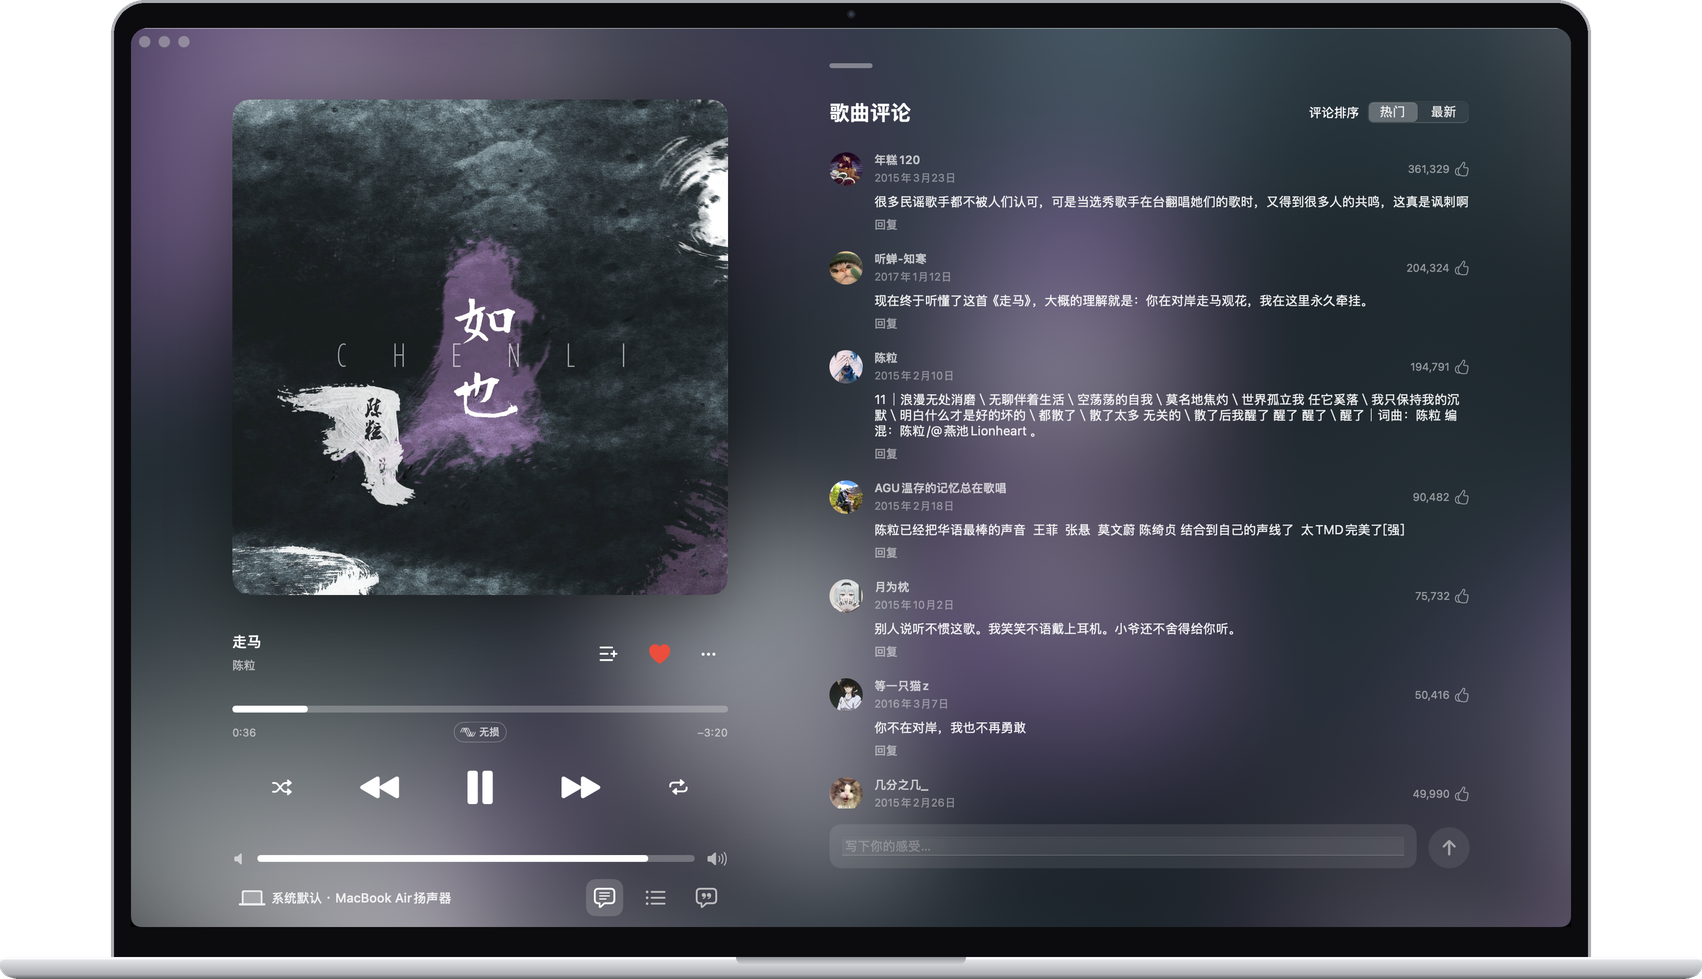 如
CHENLI
也
陈粒
走马
陈粒
0:36
无损
−3:20
系统默认 · MacBook Air扬声器
歌曲评论
评论排序 热门 最新
年糕120
2015年3月23日
361,329
很多民谣歌手都不被人们认可，可是当选秀歌手在台翻唱她们的歌时，又得到很多人的共鸣，这真是讽刺啊
回复
听蝉-知寒
2017年1月12日
204,324
现在终于听懂了这首《走马》，大概的理解就是：你在对岸走马观花，我在这里永久牵挂。
回复
陈粒
2015年2月10日
194,791
11｜浪漫无处消磨 \ 无聊伴着生活 \ 空荡荡的自我 \ 莫名地焦灼 \ 世界孤立我 任它奚落 \ 我只保持我的沉
默 \ 明白什么才是好的坏的 \ 都散了 \ 散了太多 无关的 \ 散了后我醒了 醒了 醒了 \ 醒了｜词曲：陈粒 编
混：陈粒/@燕池Lionheart 。
回复
AGU温存的记忆总在歌唱
2015年2月18日
90,482
陈粒已经把华语最棒的声音 王菲 张悬 莫文蔚 陈绮贞 结合到自己的声线了 太TMD完美了[强]
回复
月为枕
2015年10月2日
75,732
别人说听不惯这歌。我笑笑不语戴上耳机。小爷还不舍得给你听。
回复
等一只猫z
2016年3月7日
50,416
你不在对岸，我也不再勇敢
回复
几分之几_
2015年2月26日
49,990
写下你的感受...